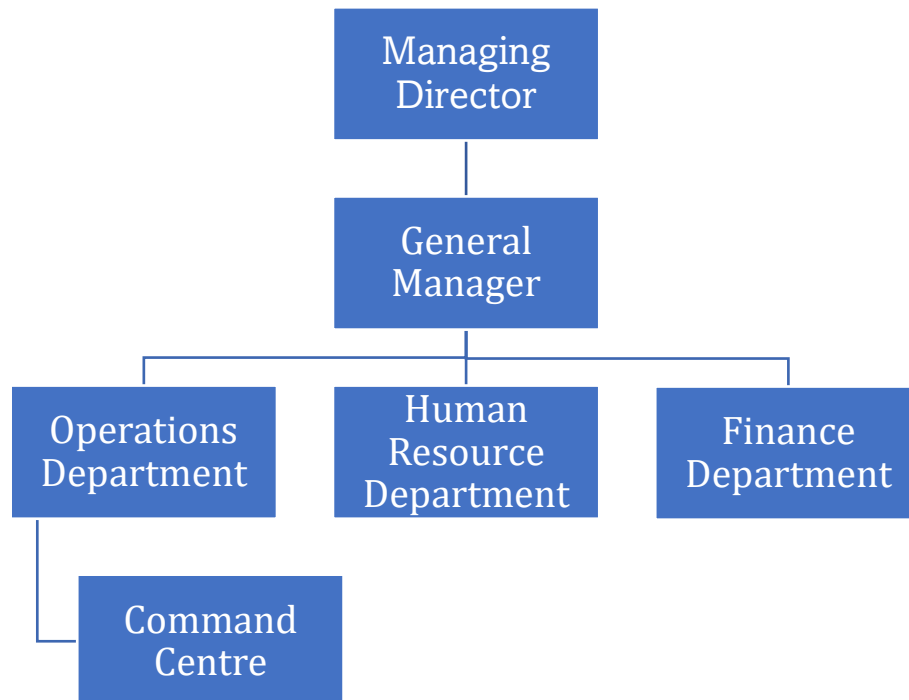 Managing
Director
General
Manager
Operations
Department
Human
Resource
Department
Finance
Department
Command
Centre